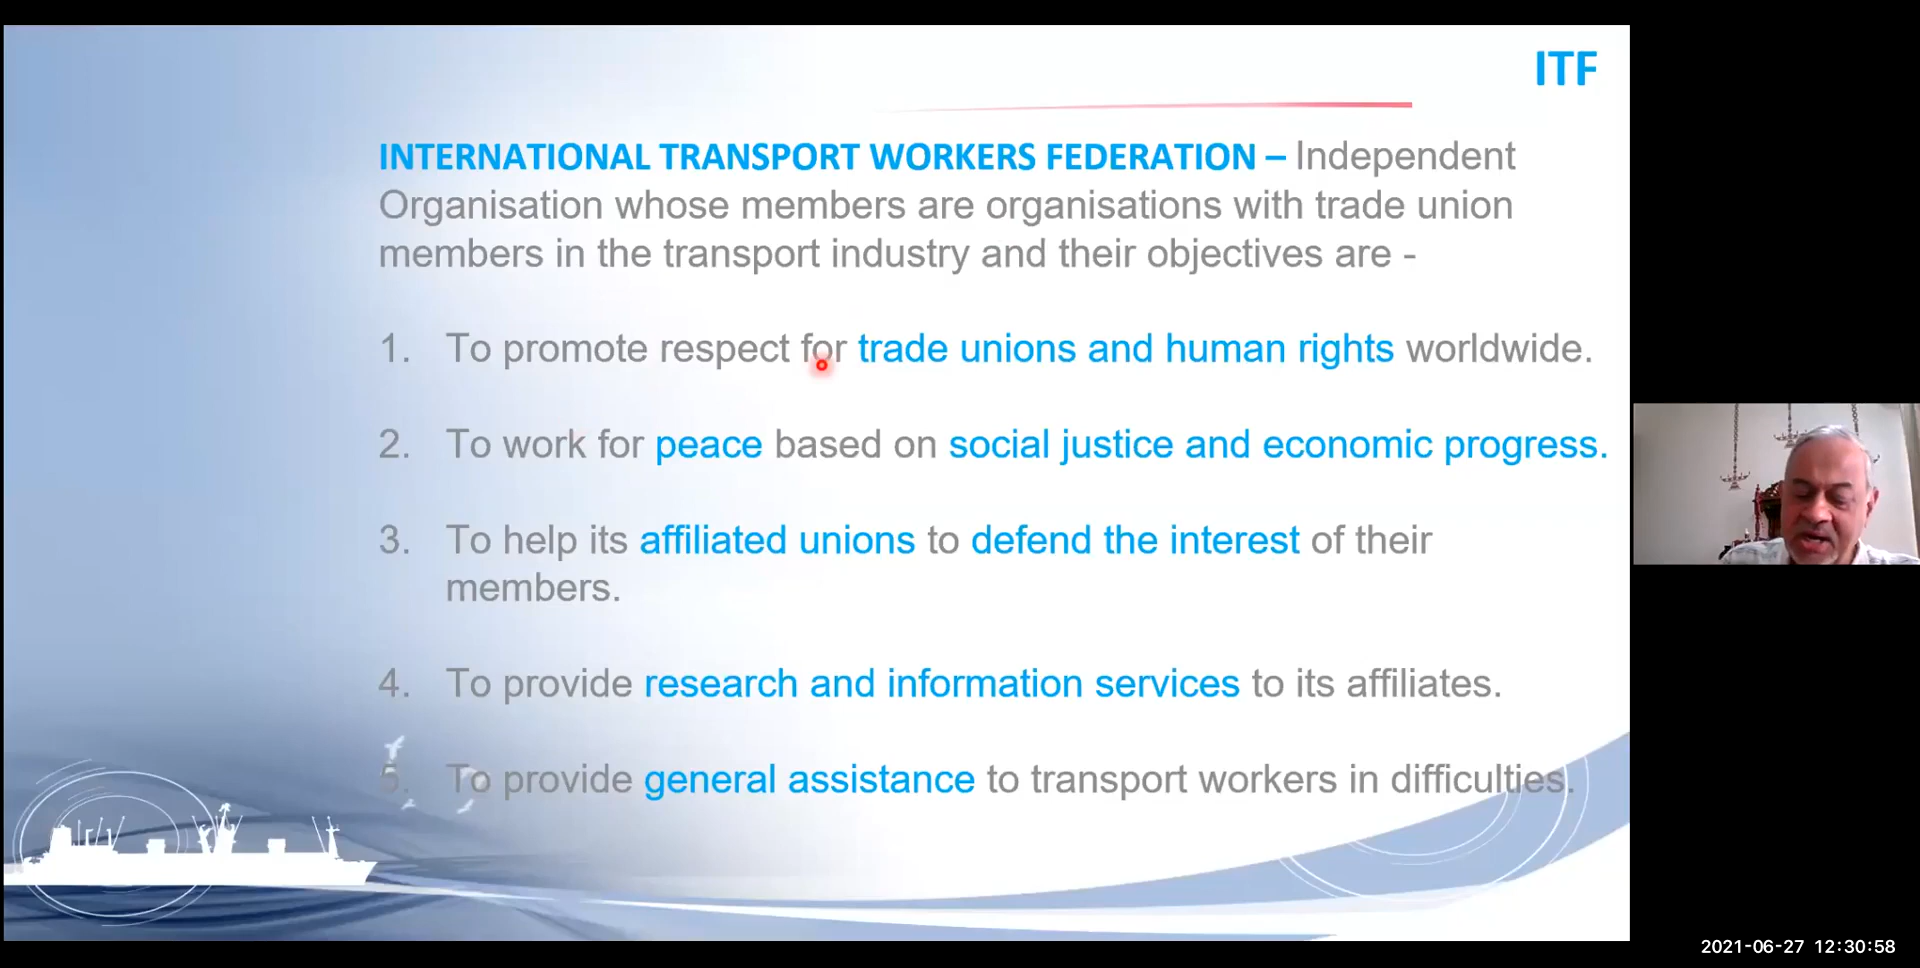 ITF
INTERNATIONAL TRANSPORT WORKERS FEDERATION – Independent
Organisation whose members are organisations with trade union
members in the transport industry and their objectives are -
1. To promote respect for trade unions and human rights worldwide.
2. To work for peace based on social justice and economic progress.
3. To help its affiliated unions to defend the interest of their
members.
4. To provide research and information services to its affiliates.
5. To provide general assistance to transport workers in difficulties.
2021-06-27 12:30:58